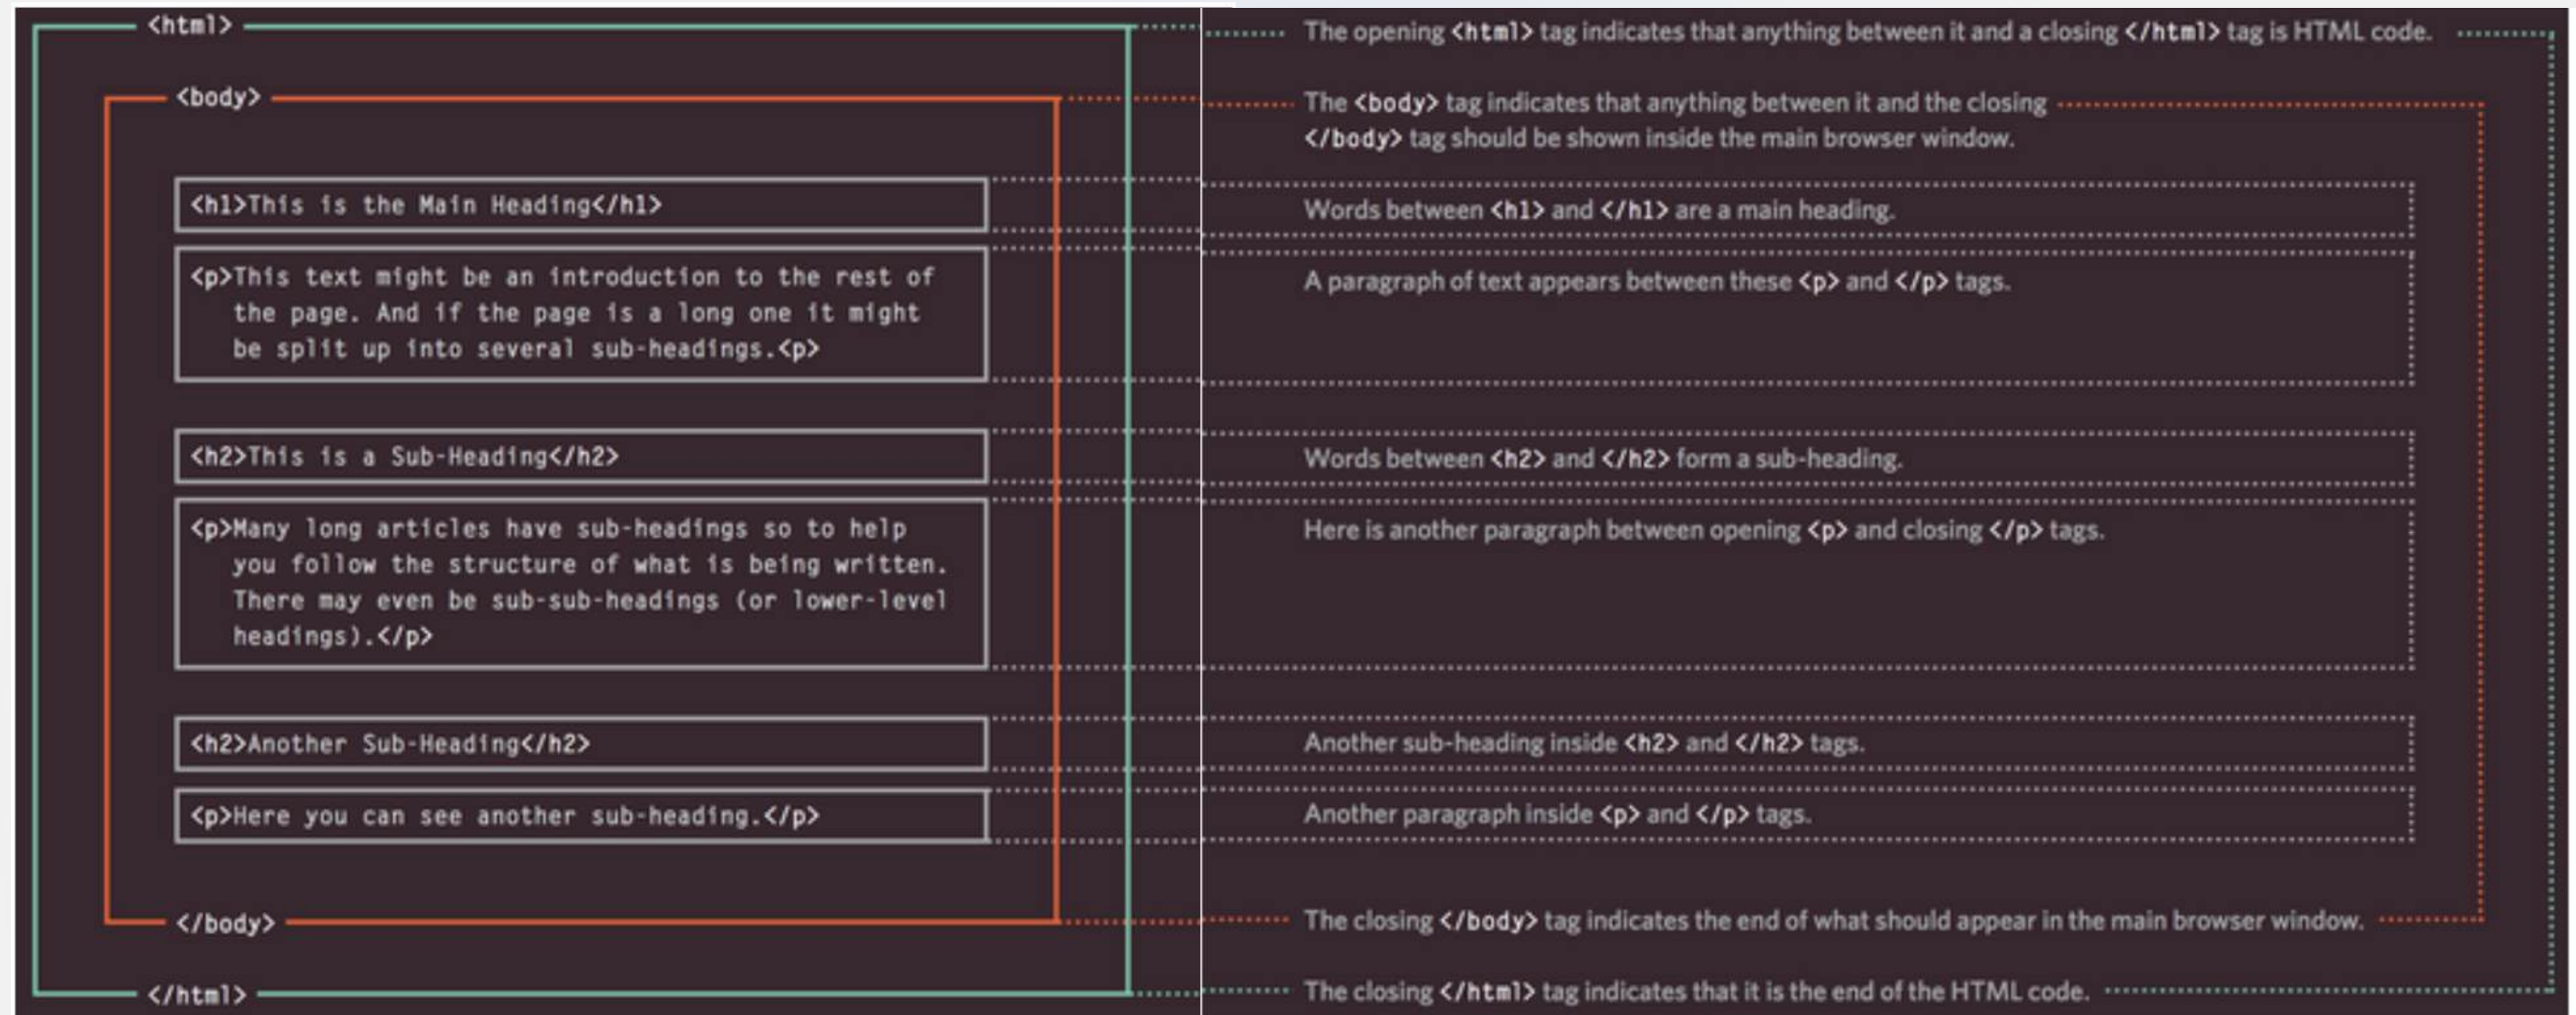 <html>
<body>
<h1>This is the Main Heading</h1>
<p>This text might be an introduction to the rest of
the page. And if the page is a long one it might
be split up into several sub-headings.<p>
<h2>This is a Sub-Heading</h2>
<p>Many long articles have sub-headings so to help
you follow the structure of what is being written.
There may even be sub-sub-headings (or lower-level
headings).</p>
<h2>Another Sub-Heading</h2>
<p>Here you can see another sub-heading.</p>
</body>
</html>
The opening <html> tag indicates that anything between it and a closing </html> tag is HTML code.
The <body> tag indicates that anything between it and the closing
</body> tag should be shown inside the main browser window.
Words between <h1> and </h1> are a main heading.
A paragraph of text appears between these <p> and </p> tags.
Words between <h2> and </h2> form a sub-heading.
Here is another paragraph between opening <p> and closing </p> tags.
Another sub-heading inside <h2> and </h2> tags.
Another paragraph inside <p> and </p> tags.
The closing </body> tag indicates the end of what should appear in the main browser window.
The closing </html> tag indicates that it is the end of the HTML code.